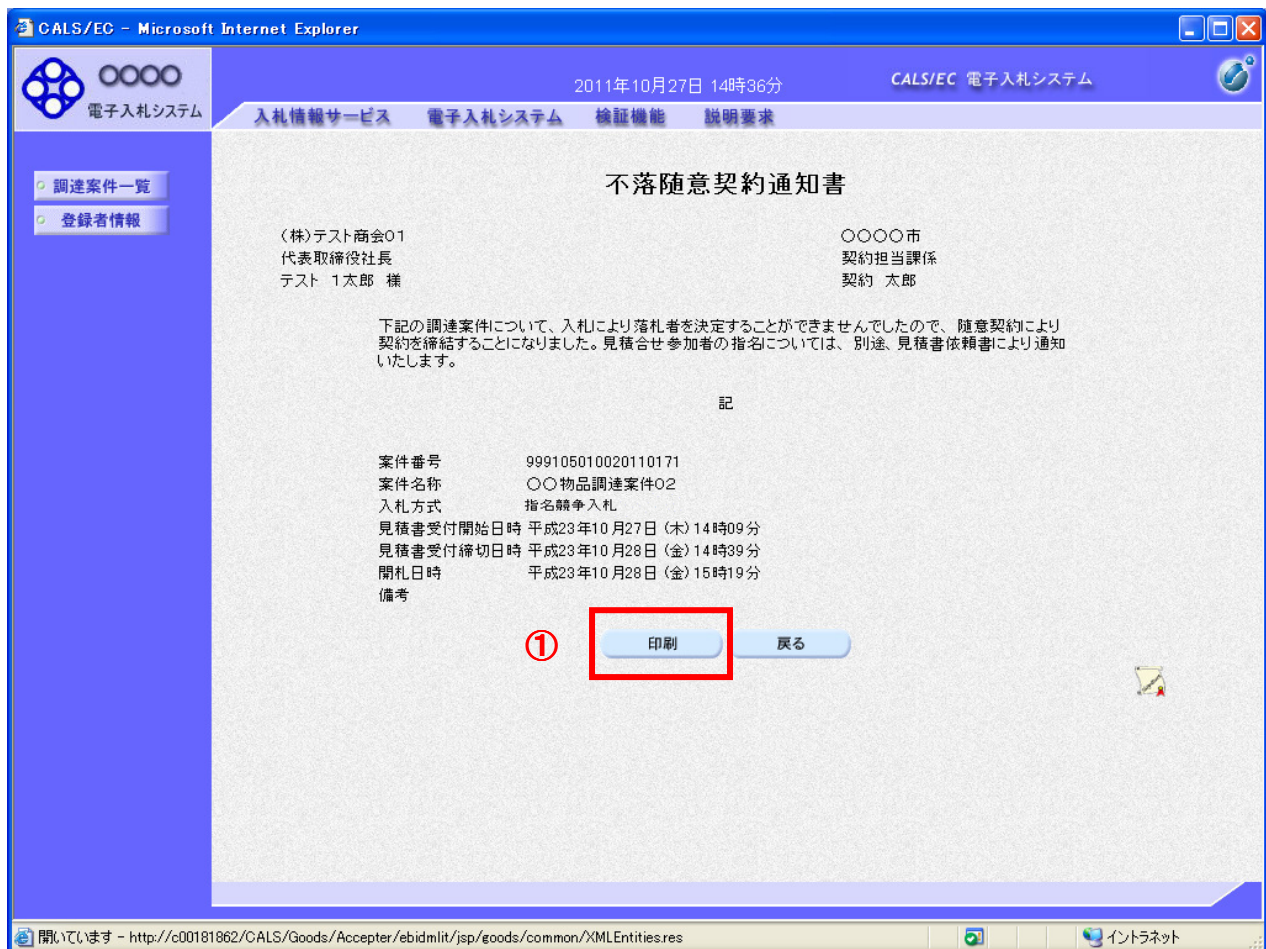 CALS/EC - Microsoft Internet Explorer
〇〇〇〇
電子入札システム
2011年10月27日 14時36分
CALS/EC 電子入札システム
入札情報サービス 電子入札システム 検証機能 説明要求
調達案件一覧
登録者情報
不落随意契約通知書
(株)テスト商会01
代表取締役社長
テスト 1太郎 様
〇〇〇〇市
契約担当課係
契約 太郎
下記の調達案件について、入札により落札者を決定することができませんでしたので、随意契約により
契約を締結することになりました。見積合せ参加者の指名については、別途、見積書依頼書により通知
いたします。
記
案件番号 999105010020110171
案件名称 〇〇物品調達案件02
入札方式 指名競争入札
見積書受付開始日時 平成23年10月27日(木)14時09分
見積書受付締切日時 平成23年10月28日(金)14時39分
開札日時 平成23年10月28日(金)15時19分
備考
① 印刷 戻る
開いています - http://c00181862/CALS/Goods/Accepter/ebidmlit/jsp/goods/common/XMLEntities.res
イントラネット